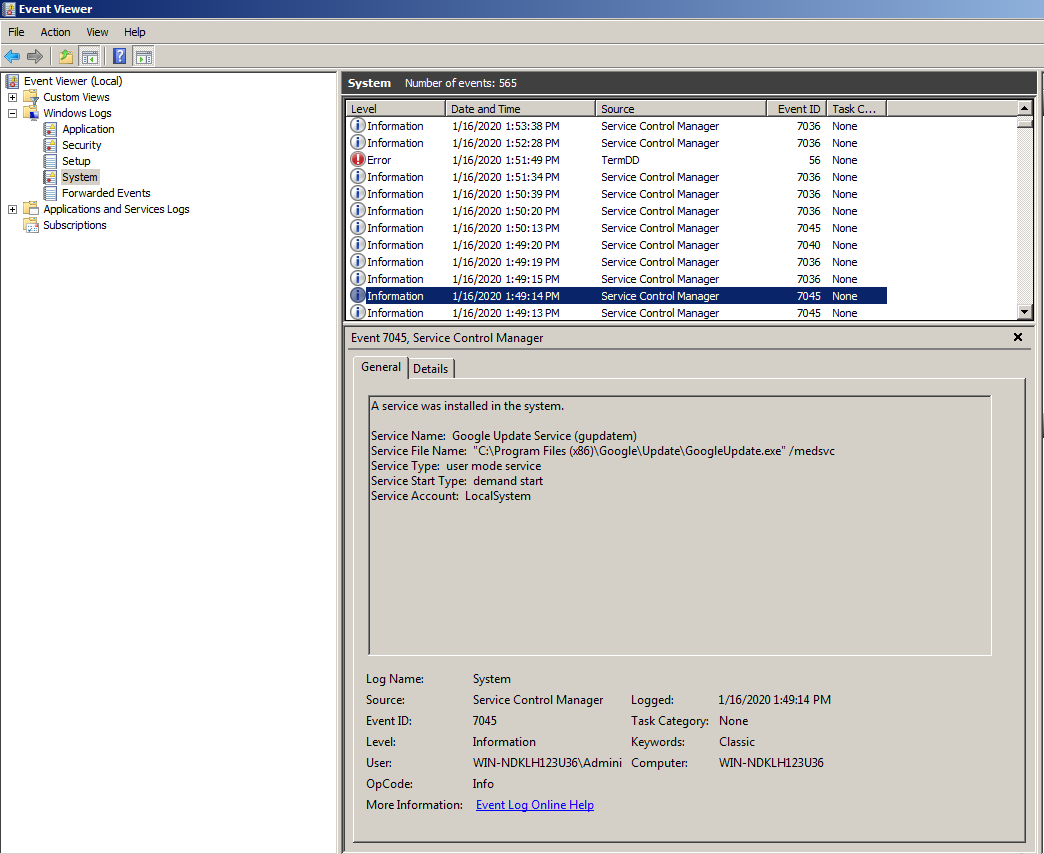 Event Viewer
File Action View Help
Event Viewer (Local)
Custom Views
Windows Logs
Application
Security
Setup
System
Forwarded Events
Applications and Services Logs
Subscriptions
System Number of events: 565
Level Date and Time Source Event ID Task C...
Information 1/16/2020 1:53:38 PM Service Control Manager 7036 None
Information 1/16/2020 1:52:28 PM Service Control Manager 7036 None
Error 1/16/2020 1:51:49 PM TermDD 56 None
Information 1/16/2020 1:51:34 PM Service Control Manager 7036 None
Information 1/16/2020 1:50:39 PM Service Control Manager 7036 None
Information 1/16/2020 1:50:20 PM Service Control Manager 7036 None
Information 1/16/2020 1:50:13 PM Service Control Manager 7045 None
Information 1/16/2020 1:49:20 PM Service Control Manager 7040 None
Information 1/16/2020 1:49:19 PM Service Control Manager 7036 None
Information 1/16/2020 1:49:15 PM Service Control Manager 7036 None
Information 1/16/2020 1:49:14 PM Service Control Manager 7045 None
Information 1/16/2020 1:49:13 PM Service Control Manager 7045 None
Event 7045, Service Control Manager
General Details
A service was installed in the system.
Service Name: Google Update Service (gupdatem)
Service File Name: "C:\Program Files (x86)\Google\Update\GoogleUpdate.exe" /medsvc
Service Type: user mode service
Service Start Type: demand start
Service Account: LocalSystem
Log Name: System
Source: Service Control Manager Logged: 1/16/2020 1:49:14 PM
Event ID: 7045 Task Category: None
Level: Information Keywords: Classic
User: WIN-NDKLH123U36\Admini Computer: WIN-NDKLH123U36
OpCode: Info
More Information: Event Log Online Help